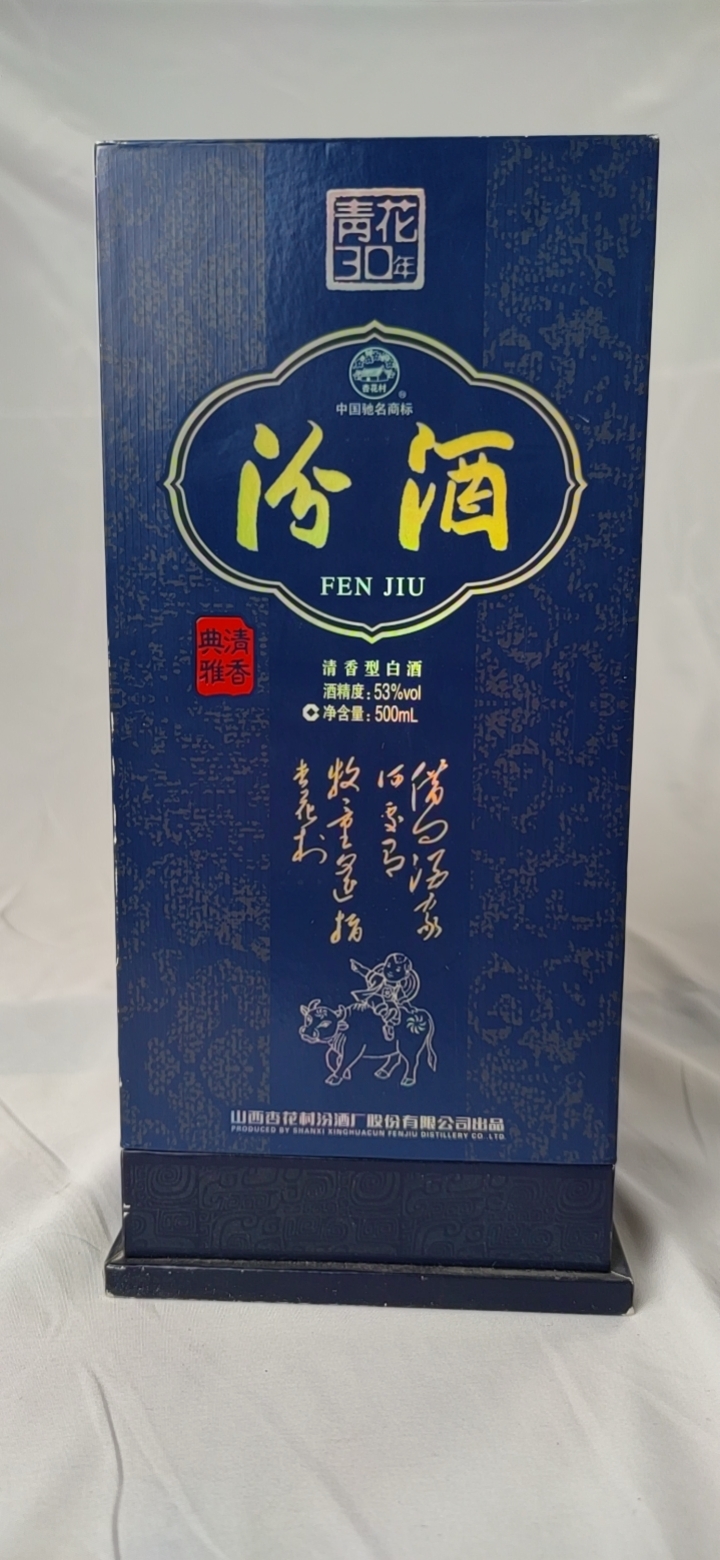 青花
30年
杏花村
®
中国驰名商标
汾酒
FEN JIU
清香
典雅
清香型白酒
酒精度:53%vol
净含量:500mL
借问酒家
何处有
牧童遥指
杏花村
山西杏花村汾酒厂股份有限公司出品
PRODUCED BY SHANXI XINGHUACUN FENJIU DISTILLERY CO. LTD.